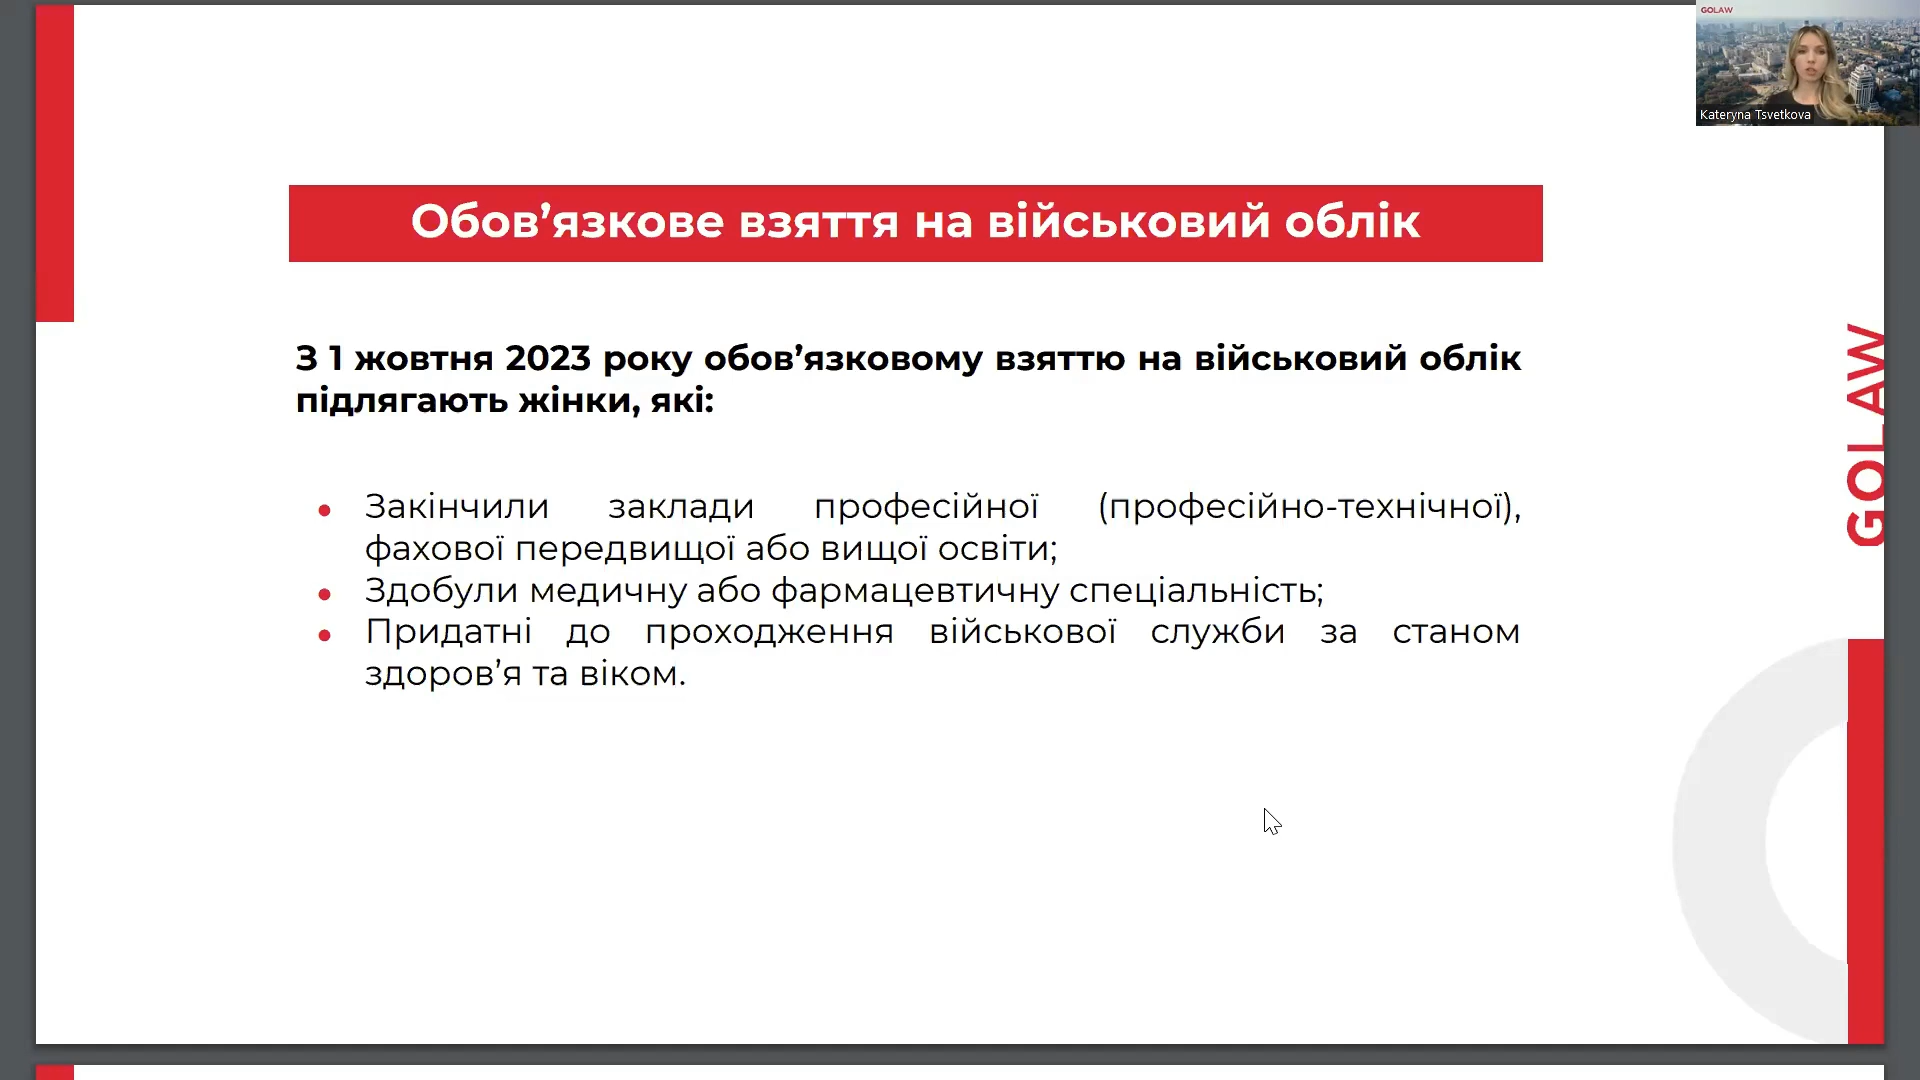 GOLAW
Kateryna Tsvetkova
Обов’язкове взяття на військовий облік
З 1 жовтня 2023 року обов’язковому взяттю на військовий облік
підлягають жінки, які:
Закінчили заклади професійної (професійно-технічної),
фахової передвищої або вищої освіти;
Здобули медичну або фармацевтичну спеціальність;
Придатні до проходження військової служби за станом
здоров’я та віком.
GOLAW